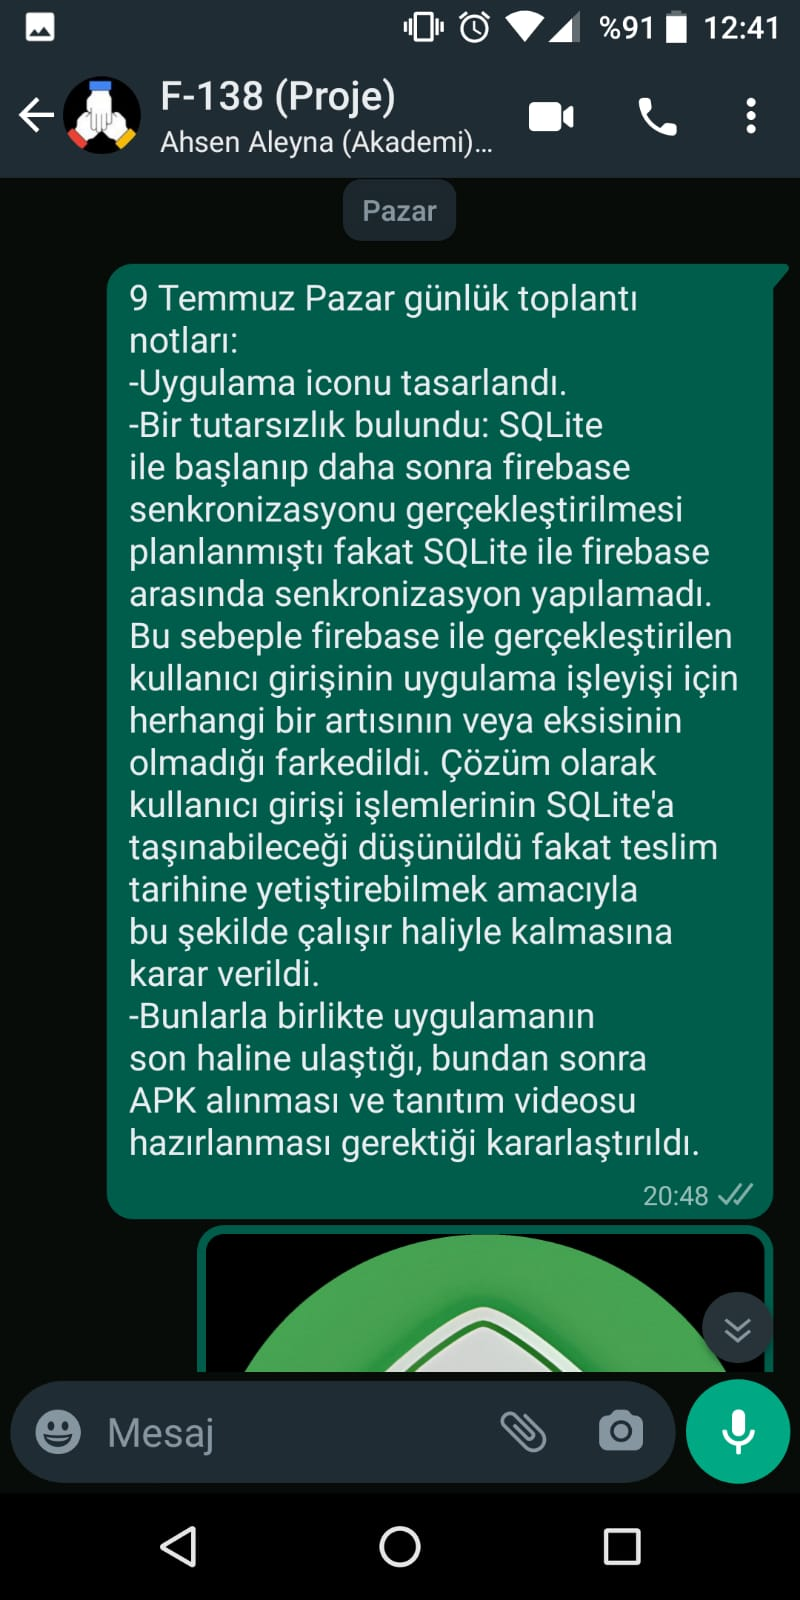 %91 12:41
F-138 (Proje)
Ahsen Aleyna (Akademi)...
Pazar
9 Temmuz Pazar günlük toplantı
notları:
-Uygulama iconu tasarlandı.
-Bir tutarsızlık bulundu: SQLite
ile başlanıp daha sonra firebase
senkronizasyonu gerçekleştirilmesi
planlanmıştı fakat SQLite ile firebase
arasında senkronizasyon yapılamadı.
Bu sebeple firebase ile gerçekleştirilen
kullanıcı girişinin uygulama işleyişi için
herhangi bir artısının veya eksisinin
olmadığı farkedildi. Çözüm olarak
kullanıcı girişi işlemlerinin SQLite'a
taşınabileceği düşünüldü fakat teslim
tarihine yetiştirebilmek amacıyla
bu şekilde çalışır haliyle kalmasına
karar verildi.
-Bunlarla birlikte uygulamanın
son haline ulaştığı, bundan sonra
APK alınması ve tanıtım videosu
hazırlanması gerektiği kararlaştırıldı.
20:48
Mesaj